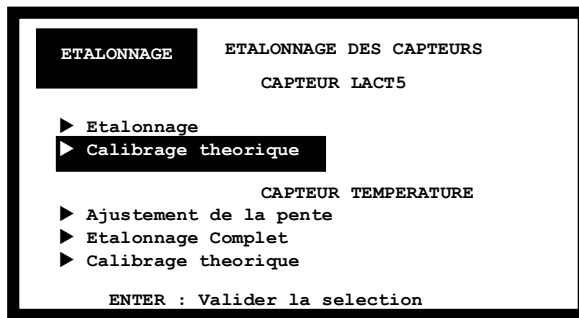 ETALONNAGE
ETALONNAGE DES CAPTEURS
CAPTEUR LACT5
Etalonnage
Calibrage theorique
CAPTEUR TEMPERATURE
Ajustement de la pente
Etalonnage Complet
Calibrage theorique
ENTER : Valider la selection